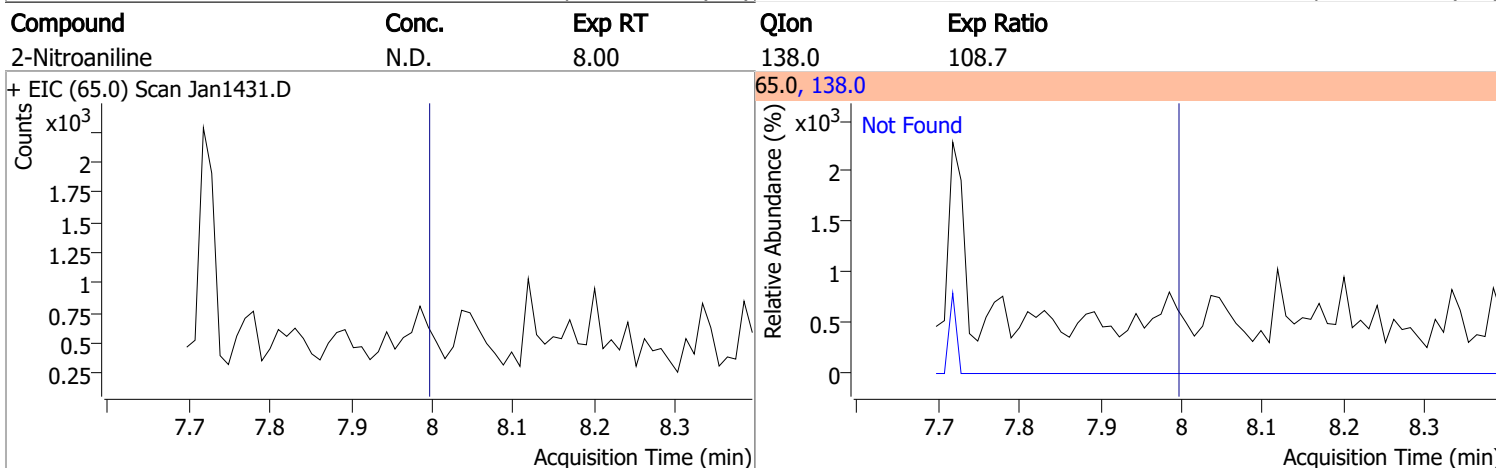 Compound Conc. Exp RT QIon Exp Ratio
2-Nitroaniline N.D. 8.00 138.0 108.7
+ EIC (65.0) Scan Jan1431.D
Counts
x10³
2
1.75
1.5
1.25
1
0.75
0.5
0.25
7.7 7.8 7.9 8 8.1 8.2 8.3
Acquisition Time (min)
65.0, 138.0
Relative Abundance (%)
x10³
Not Found
2
1.5
1
0.5
0
7.7 7.8 7.9 8 8.1 8.2 8.3
Acquisition Time (min)